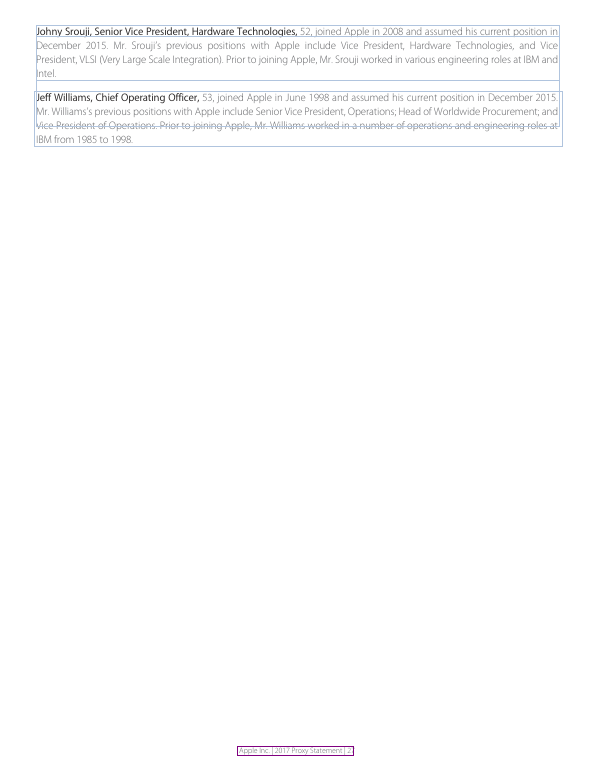 Johny Srouji, Senior Vice President, Hardware Technologies, 52, joined Apple in 2008 and assumed his current position in
December 2015. Mr. Srouji's previous positions with Apple include Vice President, Hardware Technologies, and Vice
President, VLSI (Very Large Scale Integration). Prior to joining Apple, Mr. Srouji worked in various engineering roles at IBM and
Intel.
Jeff Williams, Chief Operating Officer, 53, joined Apple in June 1998 and assumed his current position in December 2015.
Mr. Williams's previous positions with Apple include Senior Vice President, Operations; Head of Worldwide Procurement; and
Vice President of Operations. Prior to joining Apple, Mr. Williams worked in a number of operations and engineering roles at
IBM from 1985 to 1998.
Apple Inc. | 2017 Proxy Statement |